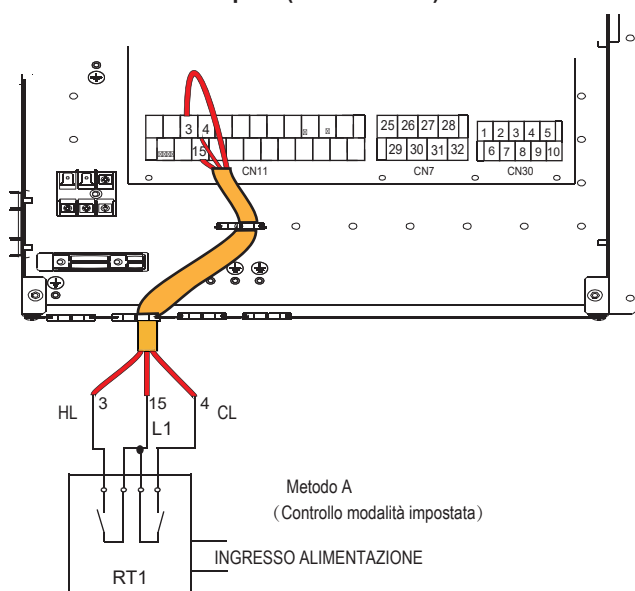 3 4
25 26 27 28
1 2 3 4 5
15
29 30 31 32
6 7 8 9 10
CN11
CN7
CN30
3
15
4
HL
CL
L1
Metodo A
(Controllo modalità impostata)
INGRESSO ALIMENTAZIONE
RT1